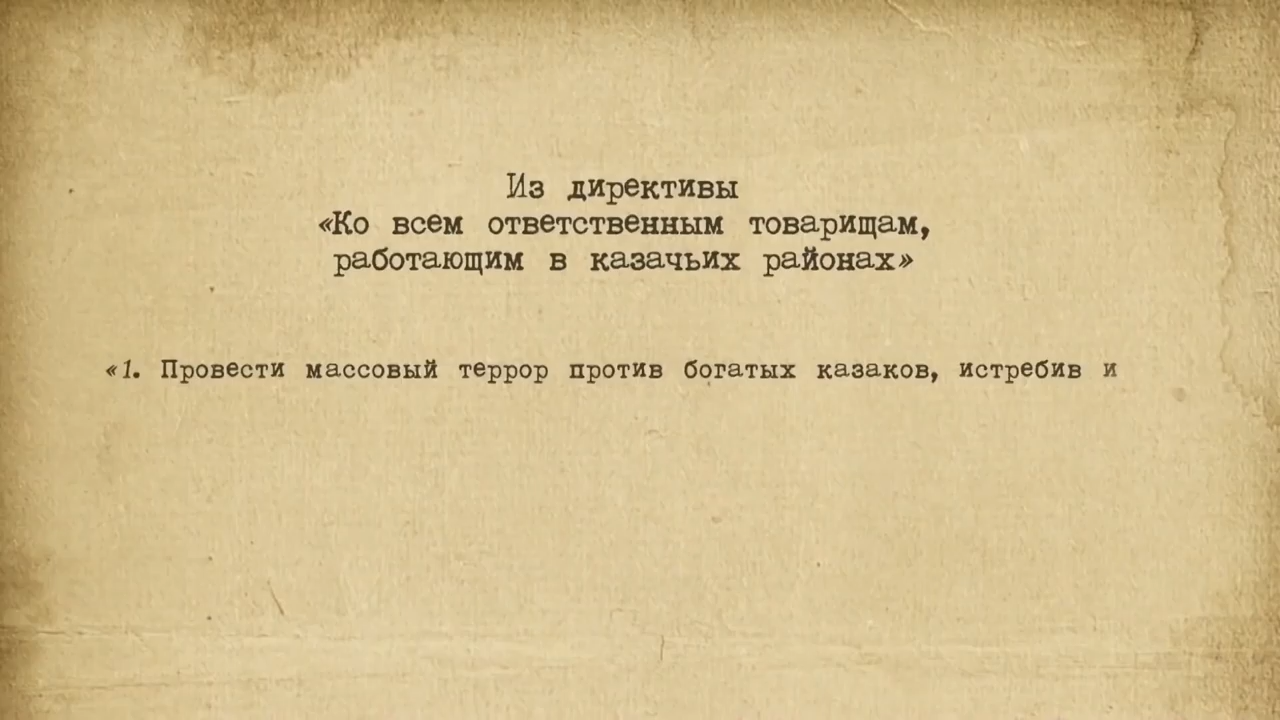 Из директивы
«Ко всем ответственным товарищам,
работающим в казачьих районах»
«1. Провести массовый террор против богатых казаков, истребив и